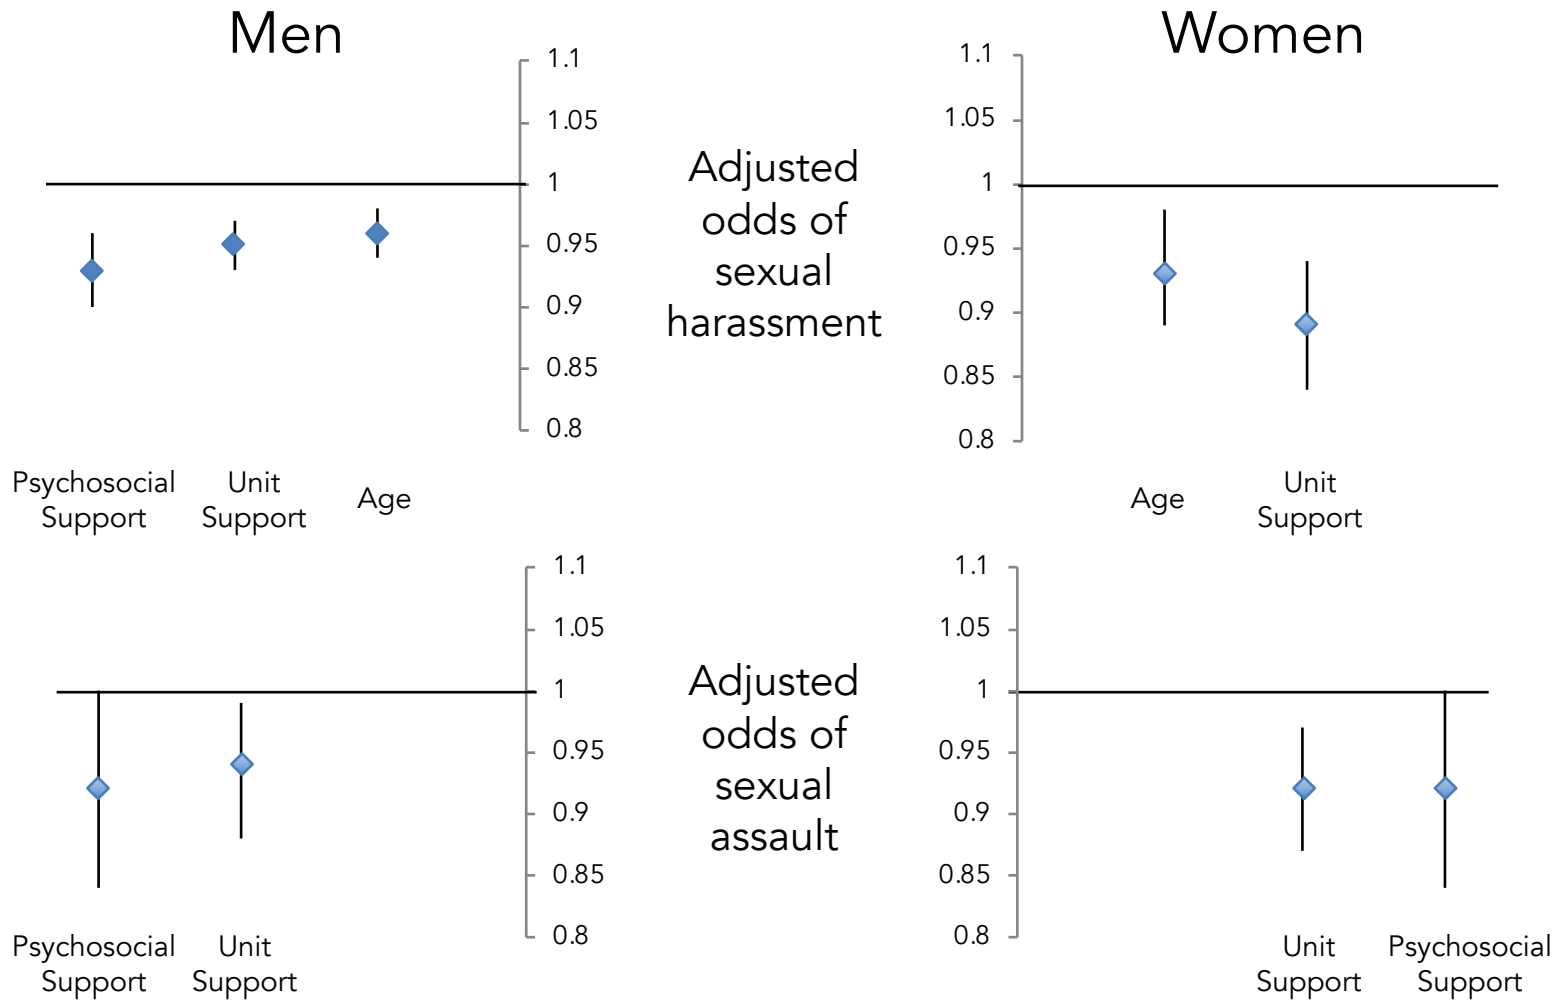 Men
Women
1.1
1.05
1
0.95
0.9
0.85
0.8
Adjusted
odds of
sexual
harassment
1.1
1.05
1
0.95
0.9
0.85
0.8
Psychosocial
Support
Unit
Support
Age
Age
Unit
Support
1.1
1.05
1
0.95
0.9
0.85
0.8
Adjusted
odds of
sexual
assault
1.1
1.05
1
0.95
0.9
0.85
0.8
Psychosocial
Support
Unit
Support
Unit
Support
Psychosocial
Support